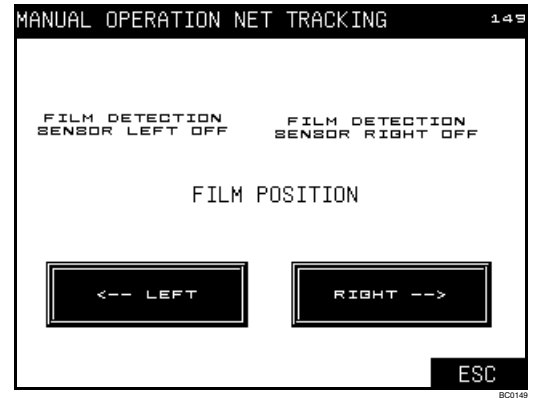 MANUAL OPERATION NET TRACKING 149
FILM DETECTION
SENSOR LEFT OFF
FILM DETECTION
SENSOR RIGHT OFF
FILM POSITION
<-- LEFT
RIGHT -->
ESC
BC0149